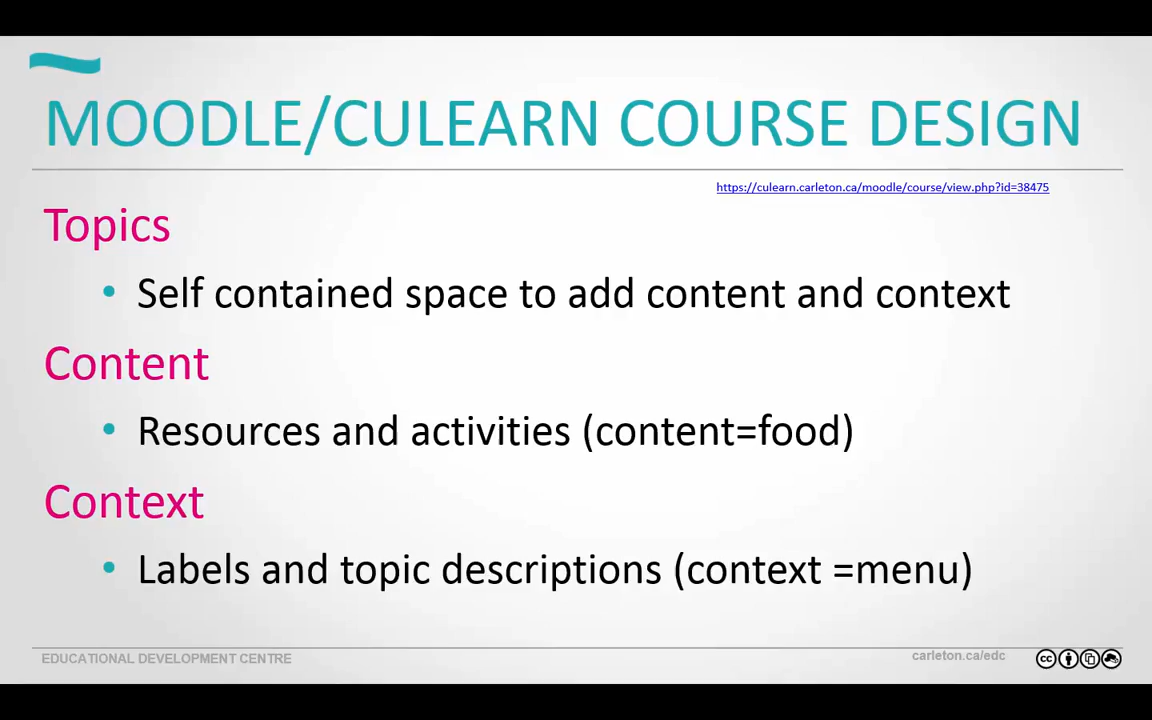 MOODLE/CULEARN COURSE DESIGN
https://culearn.carleton.ca/moodle/course/view.php?id=38475
Topics
• Self contained space to add content and context
Content
• Resources and activities (content=food)
Context
• Labels and topic descriptions (context =menu)
EDUCATIONAL DEVELOPMENT CENTRE
carleton.ca/edc
cc